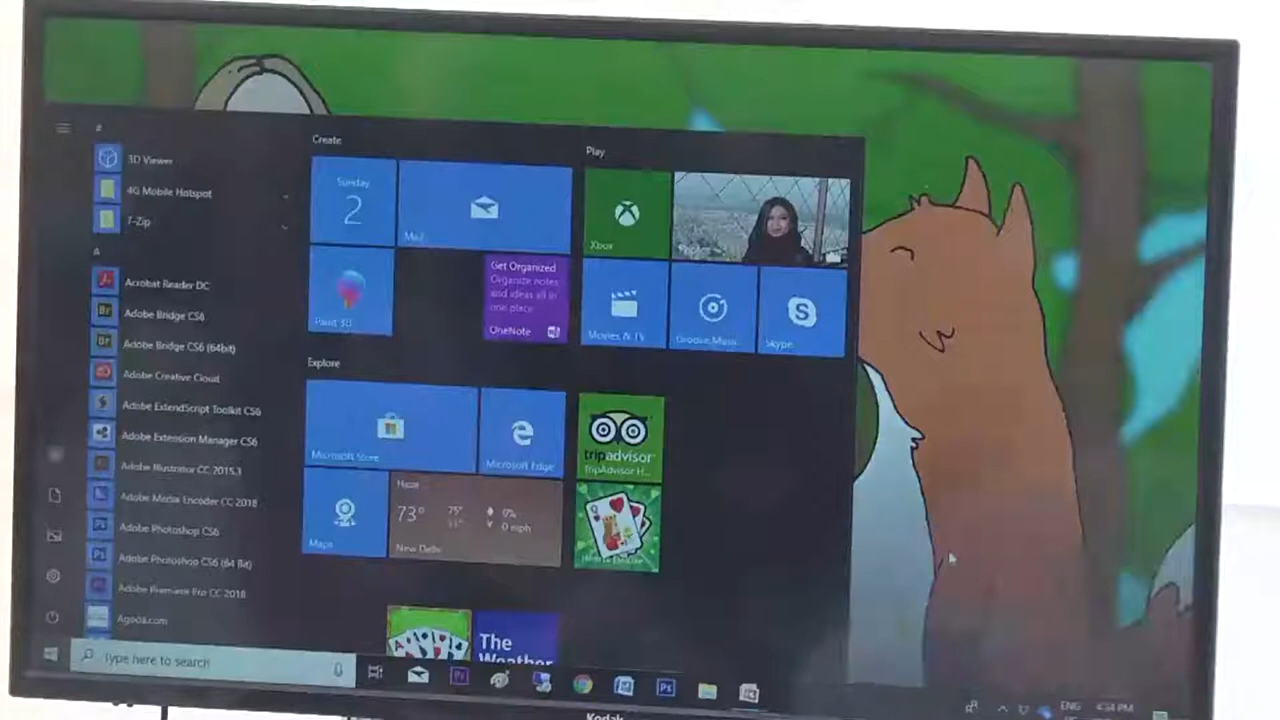 #
3D Viewer
4G Mobile Hotspot
7-Zip
A
Acrobat Reader DC
Adobe Bridge CS6
Adobe Bridge CS6 (64bit)
Adobe Creative Cloud
Adobe ExtendScript Toolkit CS6
Adobe Extension Manager CS6
Adobe Illustrator CC 2015.3
Adobe Media Encoder CC 2018
Adobe Photoshop CS6
Adobe Photoshop CS6 (64 Bit)
Adobe Premiere Pro CC 2018
Agoda.com
Create
Sunday
2
Mail
Paint 3D
Get Organized
Organize notes
and ideas all in
one place
OneNote
Play
Xbox
Movies & TV
Groove Music
Skype
Explore
Microsoft Store
Microsoft Edge
tripadvisor
TripAdvisor H...
Maps
Haze
73°
75°
0%
0 mph
New Delhi
The
Weather
Type here to search
ENG
4:34 PM
Kodak